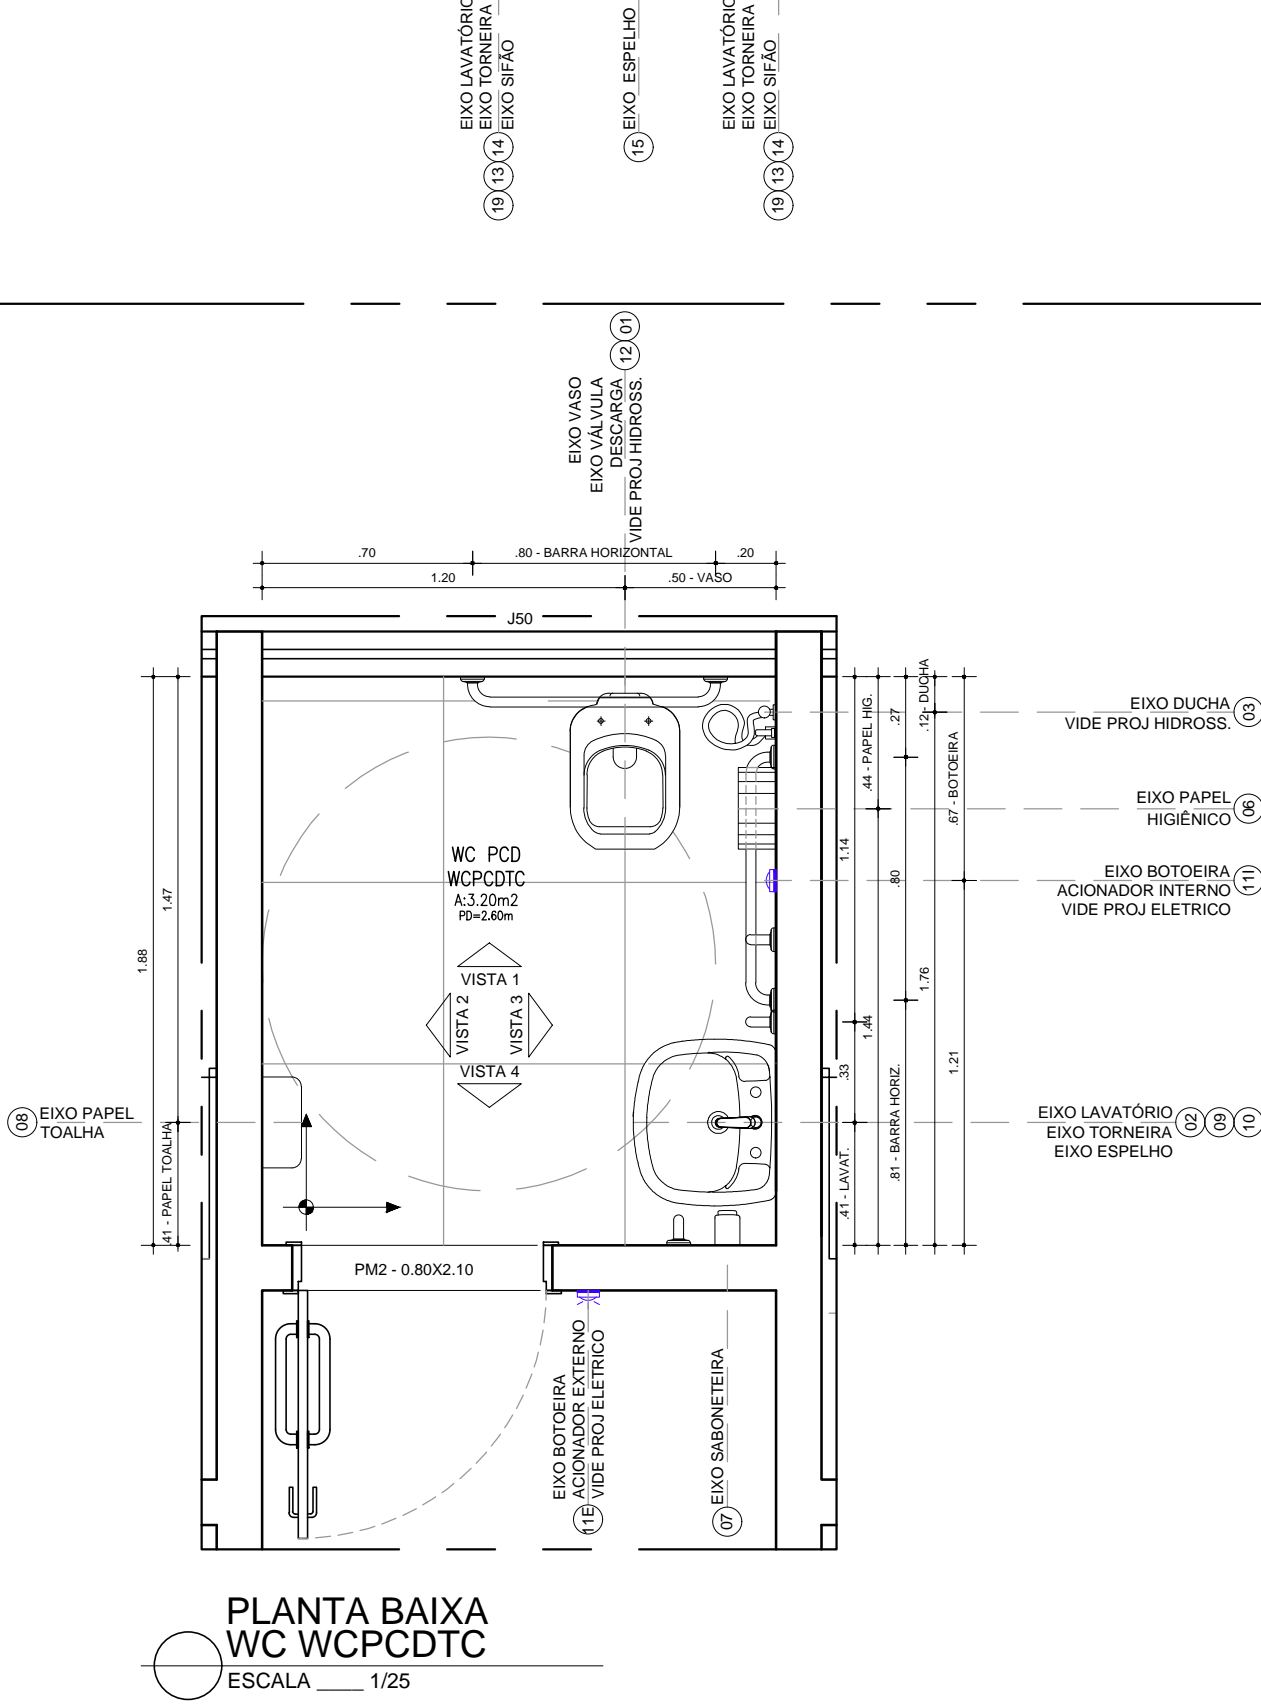 EIXO LAVATÓRIO
EIXO TORNEIRA
EIXO SIFÃO
19 13 14
EIXO ESPELHO
15
EIXO LAVATÓRIO
EIXO TORNEIRA
EIXO SIFÃO
19 13 14
12 01
EIXO VASO
EIXO VÁLVULA
DESCARGA
VIDE PROJ HIDROSS.
.70
.80 - BARRA HORIZONTAL
.20
1.20
.50 - VASO
J50
1.88
1.47
.41 - PAPEL TOALHA
08
EIXO PAPEL
TOALHA
WC PCD
WCPCDTC
A:3.20m2
PD=2.60m
VISTA 1
VISTA 2
VISTA 3
VISTA 4
1.14
.33
.41 - LAVAT.
.44 - PAPEL HIG.
1.44
.27
.80
.81 - BARRA HORIZ.
.12 - DUCHA
1.76
.67 - BOTOEIRA
1.21
EIXO DUCHA
VIDE PROJ HIDROSS.
03
EIXO PAPEL
HIGIÊNICO
06
EIXO BOTOEIRA
ACIONADOR INTERNO
VIDE PROJ ELETRICO
11I
EIXO LAVATÓRIO
EIXO TORNEIRA
EIXO ESPELHO
02 09 10
PM2 - 0.80X2.10
EIXO BOTOEIRA
ACIONADOR EXTERNO
VIDE PROJ ELETRICO
11E
EIXO SABONETEIRA
07
PLANTA BAIXA
WC WCPCDTC
ESCALA ____ 1/25